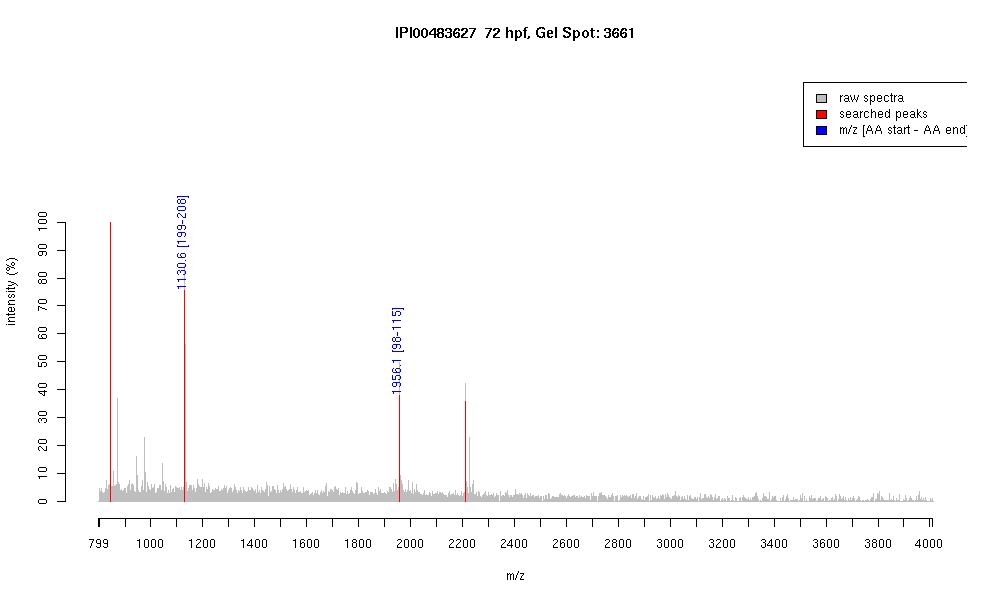 IPI00483627 72 hpf, Gel Spot: 3661
raw spectra
searched peaks
m/z [AA start - AA end]
intensity (%)
100
90
80
70
60
50
40
30
20
10
0
1130.6 [199-208]
1956.1 [98-115]
799 1000 1200 1400 1600 1800 2000 2200 2400 2600 2800 3000 3200 3400 3600 3800 4000
m/z